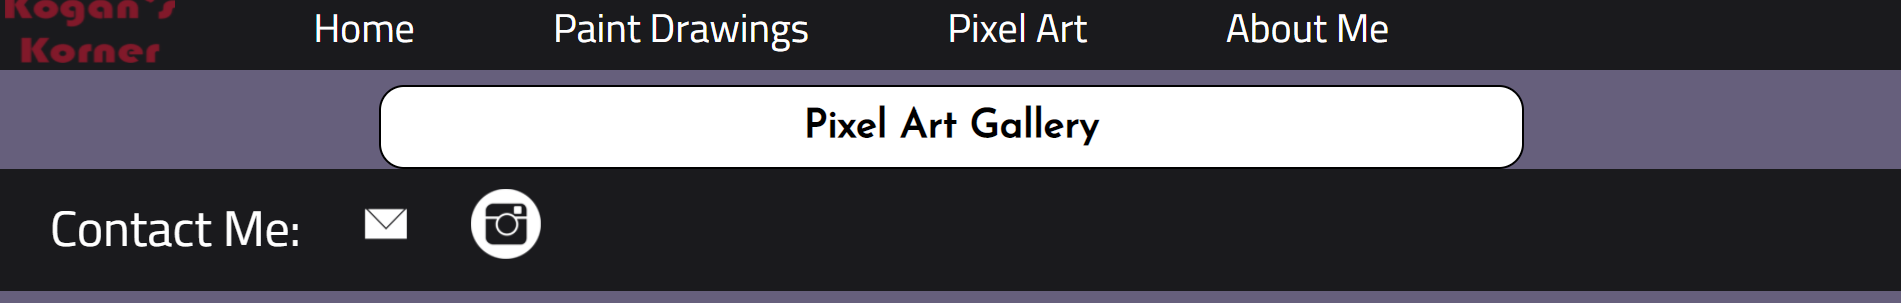 Kogan's
Korner
Home
Paint Drawings
Pixel Art
About Me
Pixel Art Gallery
Contact Me: